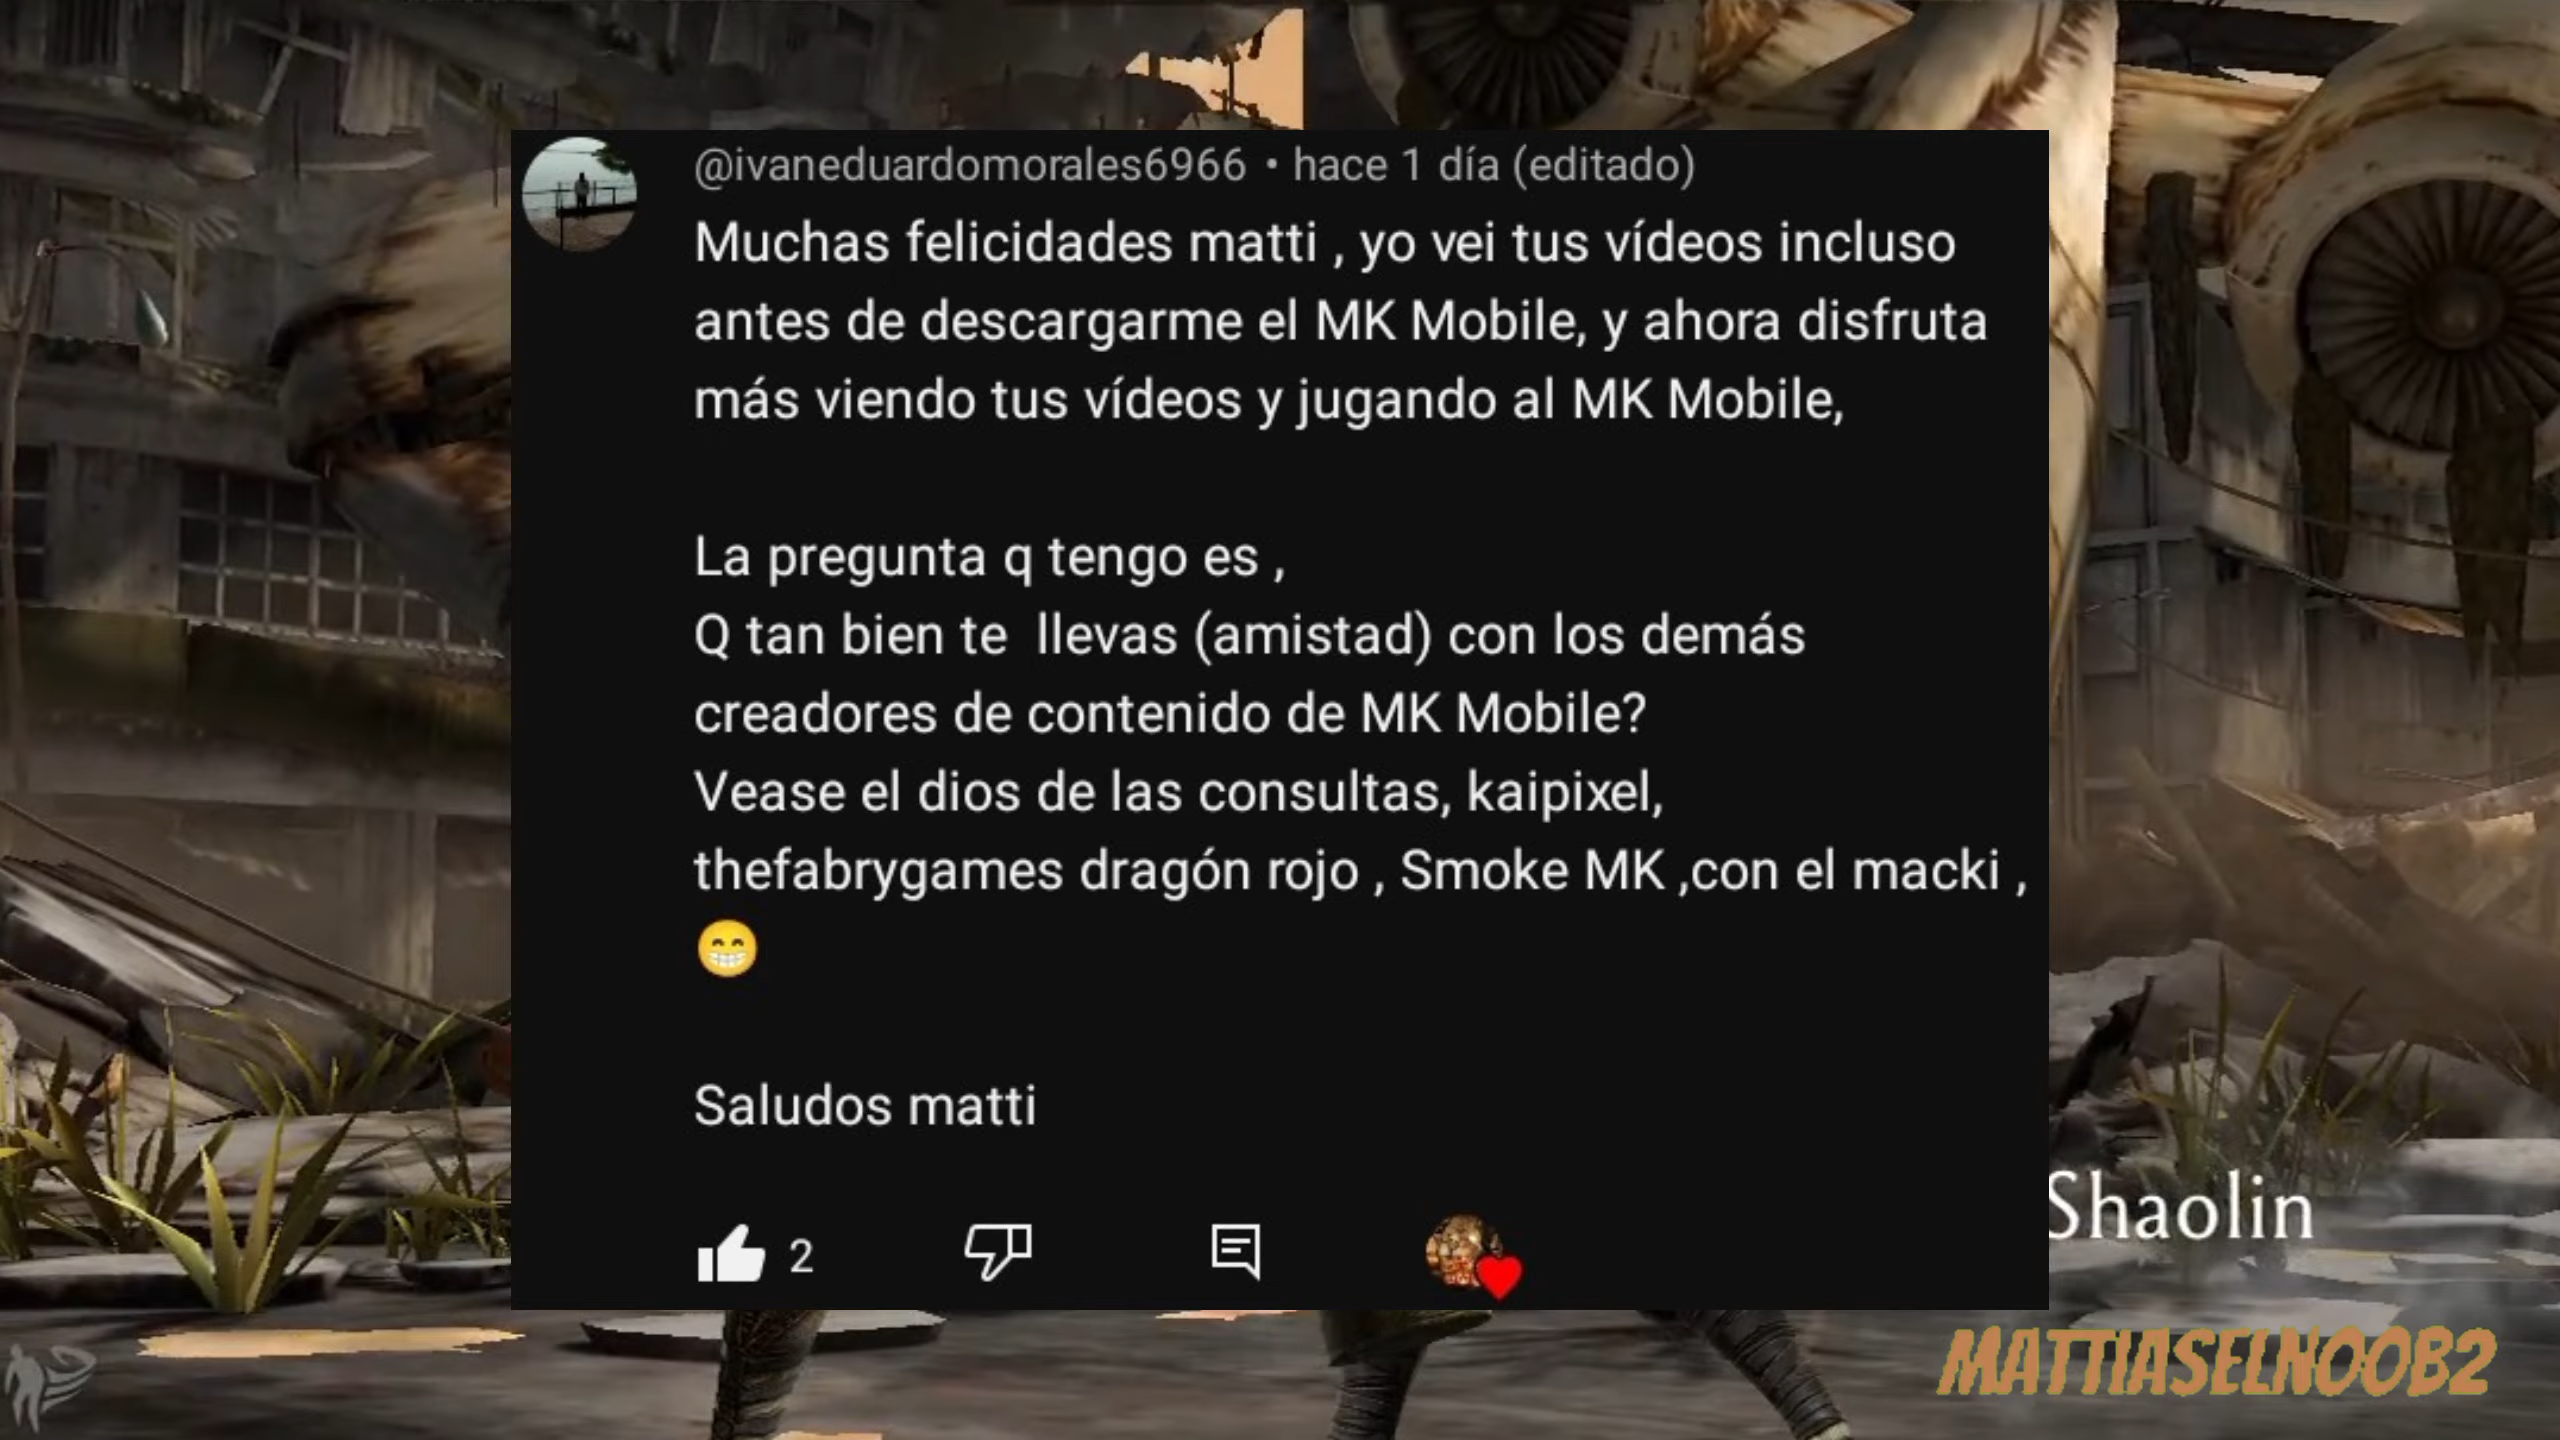 @ivaneduardomorales6966 • hace 1 día (editado)
Muchas felicidades matti , yo vei tus vídeos incluso
antes de descargarme el MK Mobile, y ahora disfruta
más viendo tus vídeos y jugando al MK Mobile,
La pregunta q tengo es ,
Q tan bien te  llevas (amistad) con los demás
creadores de contenido de MK Mobile?
Vease el dios de las consultas, kaipixel,
thefabrygames dragón rojo , Smoke MK ,con el macki ,
😁
Saludos matti
2
Shaolin
MATTIASELNOOB2